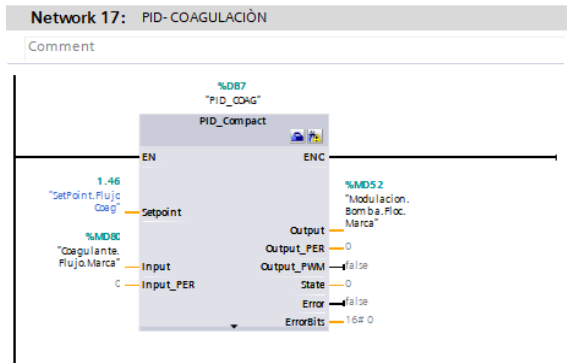 Network 17: PID- COAGULACIÒN
Comment
%DB7
"PID_COAG"
PID_Compact
EN
ENO
1.46
"SetPoint.Flujo
Coag"
Setpoint
%MD52
"Modulacion.
Bomba.Floc.
Marca"
Output
%MD80
"Coagulante.
Flujo.Marca"
Input
Output_PER
0
Output_PWM
false
0
Input_PER
State
0
Error
false
ErrorBits
16#0